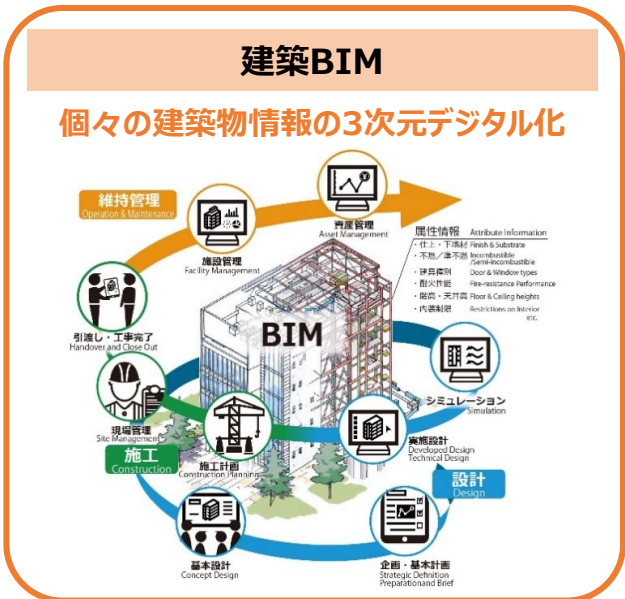 建築BIM
個々の建築物情報の3次元デジタル化
維持管理
Operation & Maintenance
資産管理
Asset Management
施設管理
Facility Management
属性情報 Attribute Information
・仕上・下地材 Finish & Substrate
・不燃／準不燃 Incombustible
/Semi-incombustible
・建具種別 Door & Window types
・耐火性能 Fire-resistance Performance
・階高・天井高 Floor & Ceiling heights
・内装制限 Restrictions on Interior
etc.
引渡し・工事完了
Handover and Close Out
BIM
シミュレーション
Simulation
現場管理
Site Management
施工
Construction
施工計画
Construction Planning
実施設計
Developed Design
Technical Design
設計
Design
基本設計
Concept Design
企画・基本計画
Strategic Definition
Preparationand Brief